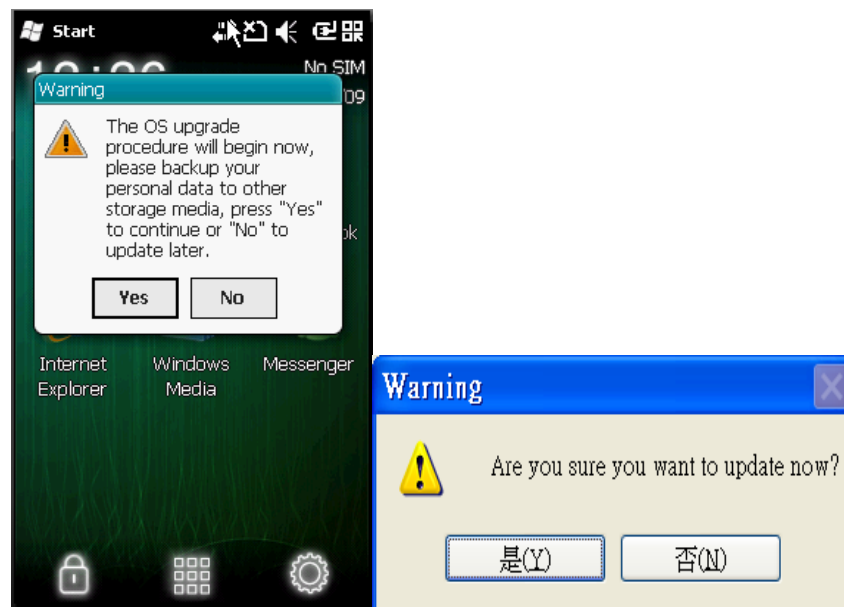 Start
No SIM
Warning
The OS upgrade
procedure will begin now,
please backup your
personal data to other
storage media, press "Yes"
to continue or "No" to
update later.
Yes
No
Internet
Explorer
Windows
Media
Messenger
Warning
Are you sure you want to update now?
是(Y)
否(N)